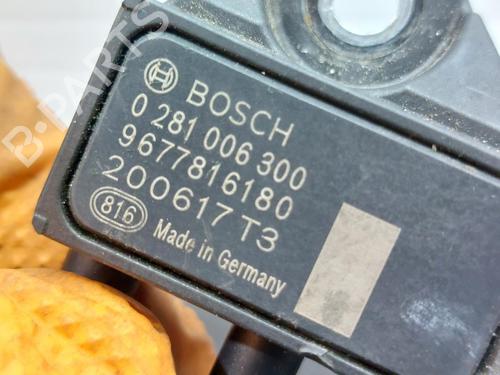 BOSCH
0 281 006 300
9677816180
200617T3
816 Made in Germany
B-PARTS